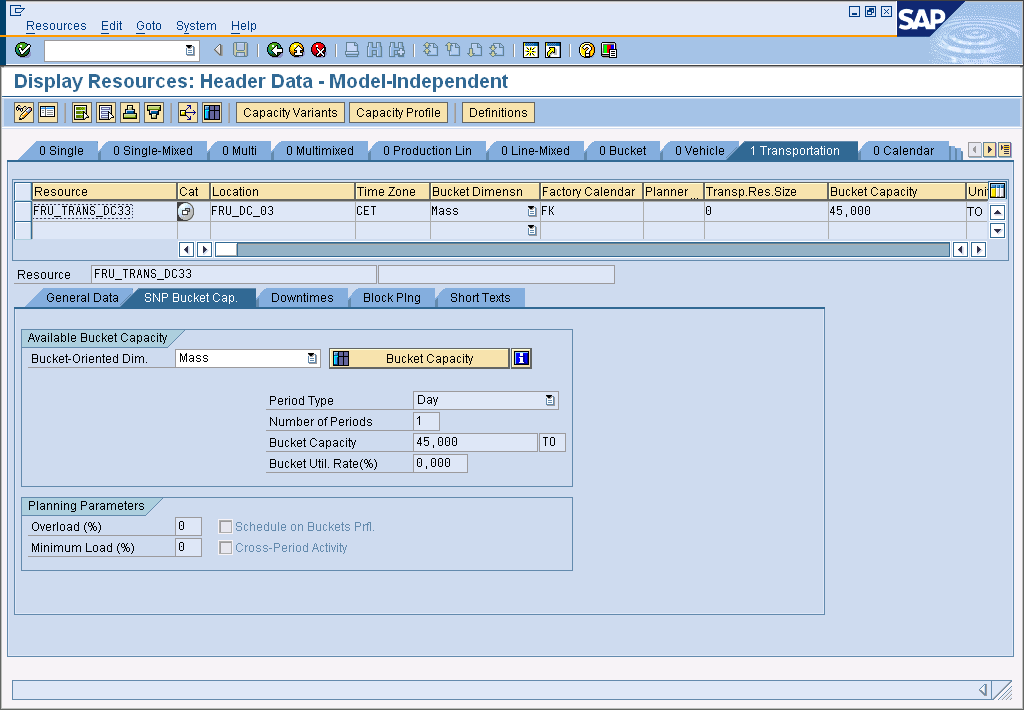 Resources Edit Goto System Help
SAP
Display Resources: Header Data - Model-Independent
Capacity Variants Capacity Profile Definitions
0 Single 0 Single-Mixed 0 Multi 0 Multimixed 0 Production Lin 0 Line-Mixed 0 Bucket 0 Vehicle 1 Transportation 0 Calendar
Resource Cat Location Time Zone Bucket Dimensn Factory Calendar Planner ... Transp.Res.Size Bucket Capacity Uni
FRU_TRANS_DC33 FRU_DC_03 CET Mass FK 0 45,000 TO
Resource FRU_TRANS_DC33
General Data SNP Bucket Cap. Downtimes Block Plng Short Texts
Available Bucket Capacity
Bucket-Oriented Dim. Mass Bucket Capacity
Period Type Day
Number of Periods 1
Bucket Capacity 45,000 TO
Bucket Util. Rate(%) 0,000
Planning Parameters
Overload (%) 0 Schedule on Buckets Prfl.
Minimum Load (%) 0 Cross-Period Activity